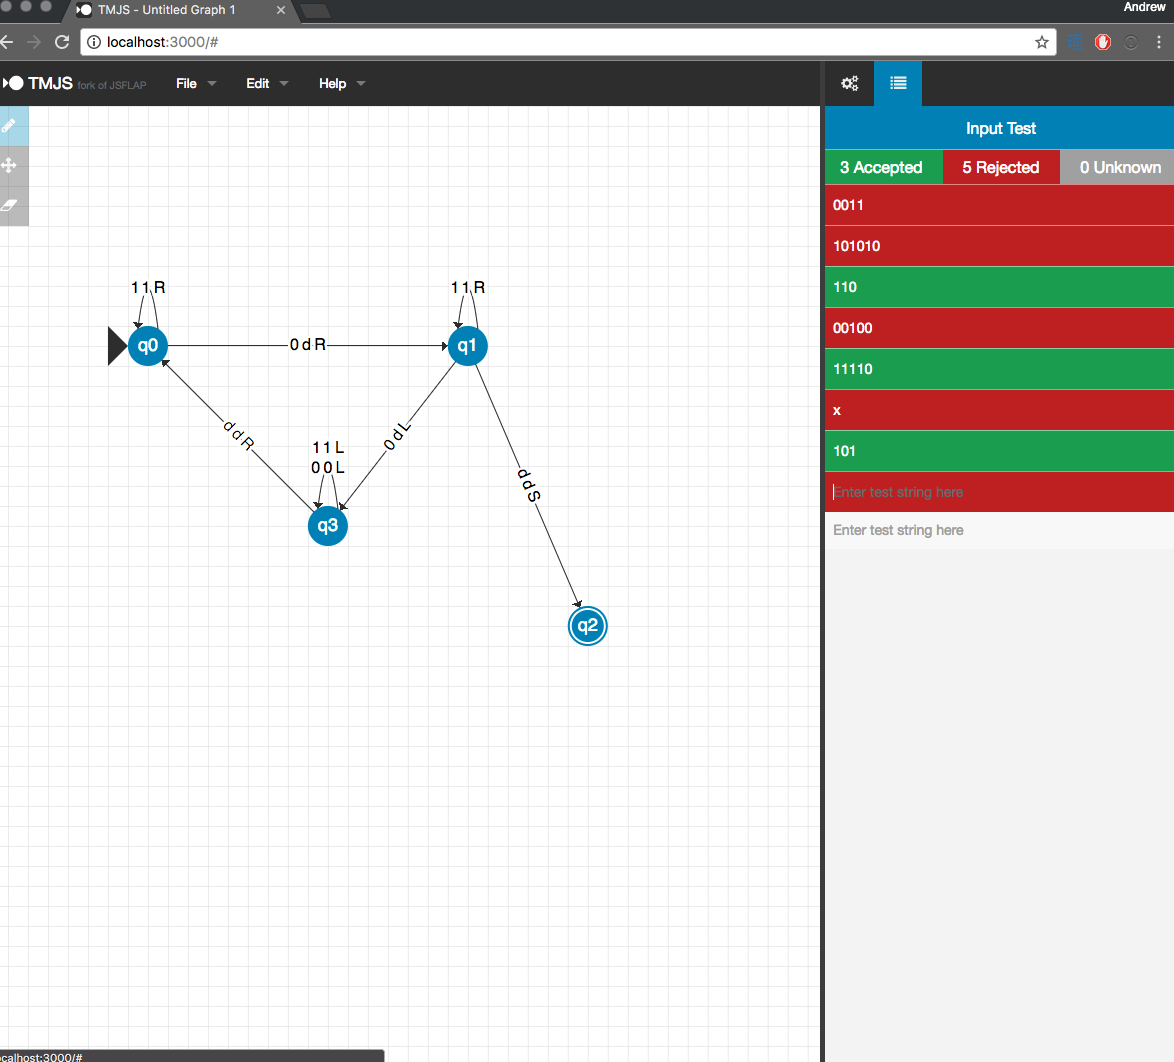 TMJS - Untitled Graph 1
Andrew
localhost:3000/#
TMJS fork of JSFLAP File Edit Help
Input Test
3 Accepted 5 Rejected 0 Unknown
0011
101010
110
00100
11110
x
101
Enter test string here
Enter test string here
1 1 R
1 1 R
q0
0 d R
q1
d d R
0 d L
1 1 L
0 0 L
d d S
q3
q2
ocalhost:3000/#